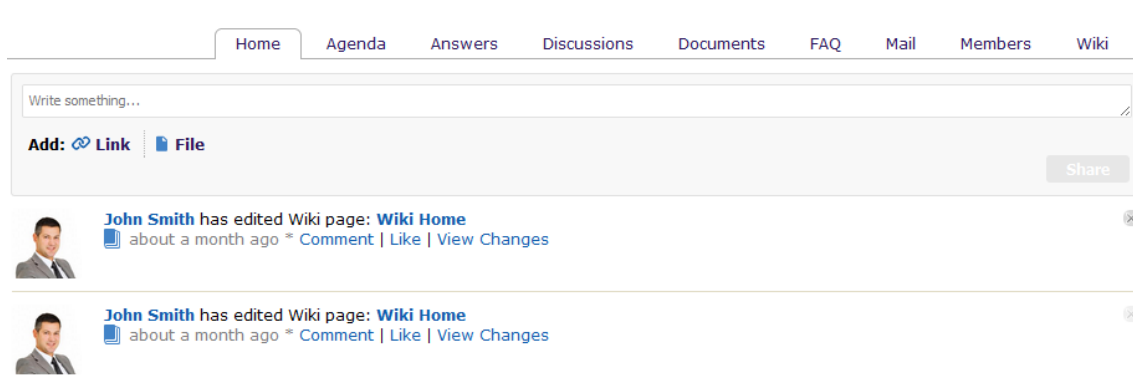 Home Agenda Answers Discussions Documents FAQ Mail Members Wiki
Write something...
Add: Link File
Share
John Smith has edited Wiki page: Wiki Home
about a month ago * Comment | Like | View Changes
John Smith has edited Wiki page: Wiki Home
about a month ago * Comment | Like | View Changes